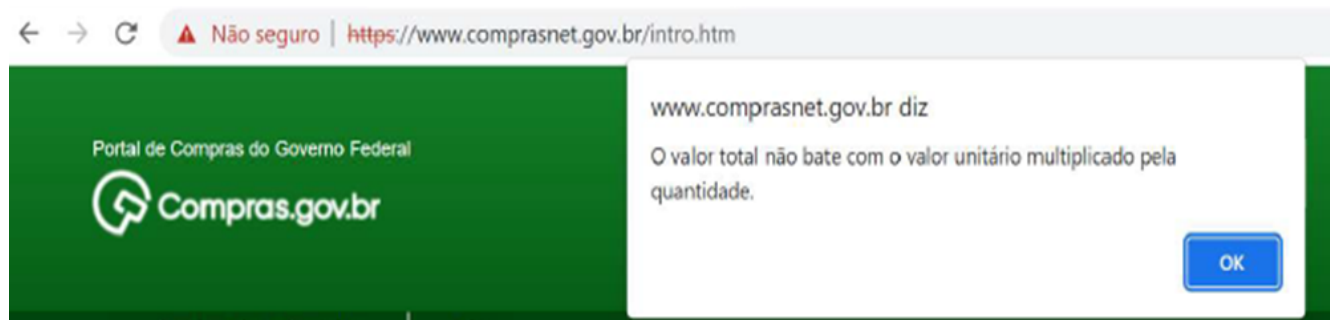 Não seguro | https://www.comprasnet.gov.br/intro.htm
Portal de Compras do Governo Federal
Compras.gov.br
www.comprasnet.gov.br diz
O valor total não bate com o valor unitário multiplicado pela
quantidade.
OK